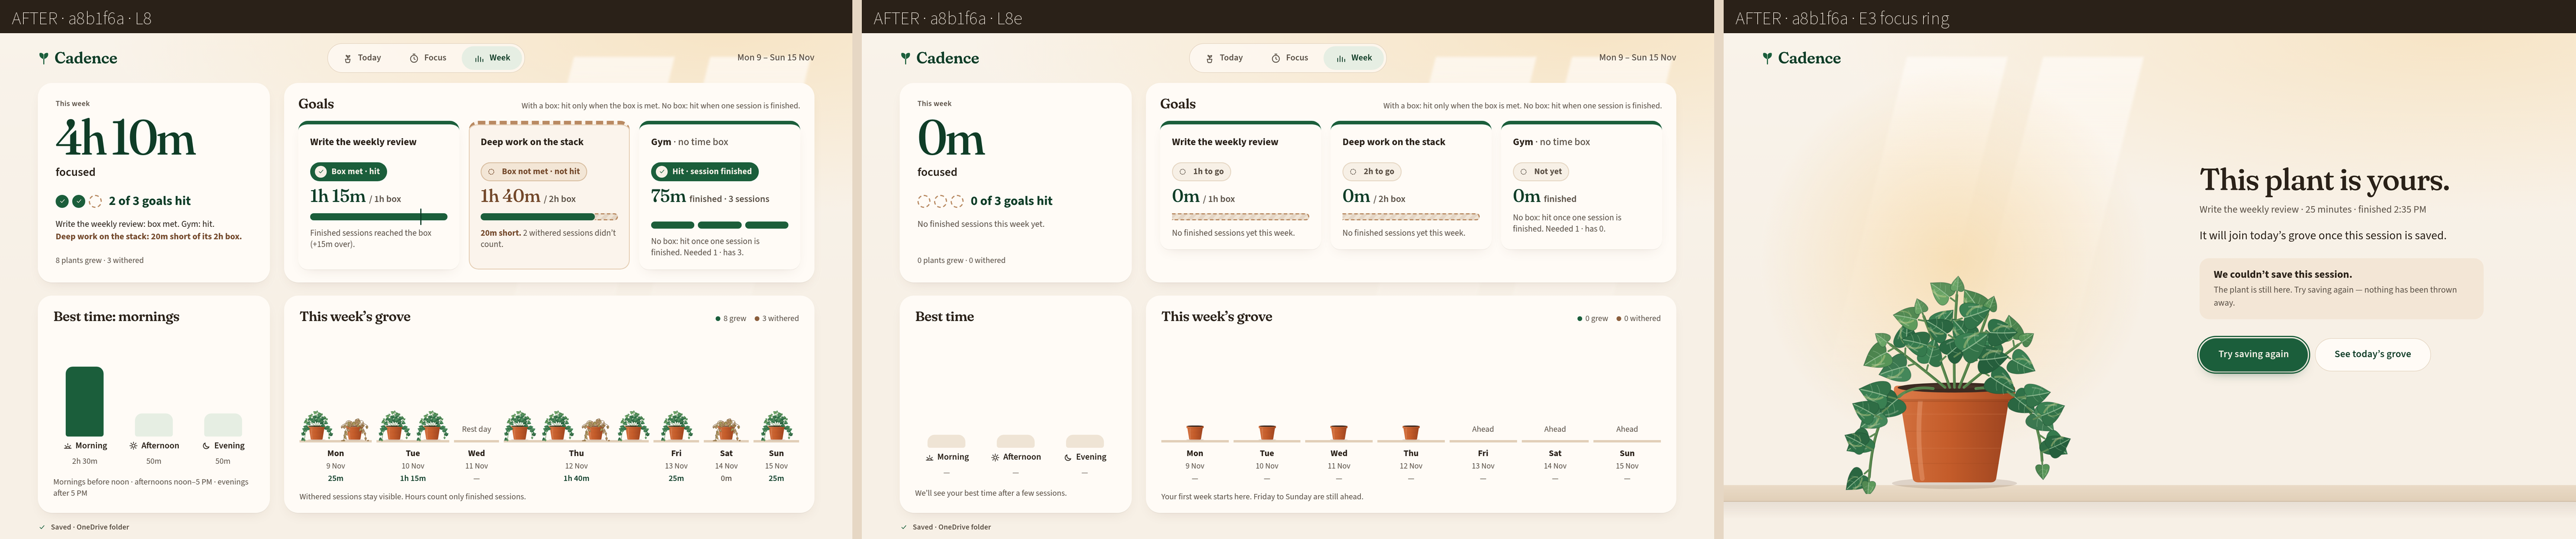 AFTER · a8b1f6a · L8
Cadence
Today
Focus
Week
Mon 9 – Sun 15 Nov
This week
4h 10m
focused
2 of 3 goals hit
Write the weekly review: box met. Gym: hit.
Deep work on the stack: 20m short of its 2h box.
8 plants grew · 3 withered
Goals
With a box: hit only when the box is met. No box: hit when one session is finished.
Write the weekly review
Box met · hit
1h 15m / 1h box
Finished sessions reached the box
(+15m over).
Deep work on the stack
Box not met · not hit
1h 40m / 2h box
20m short. 2 withered sessions didn't
count.
Gym · no time box
Hit · session finished
75m finished · 3 sessions
No box: hit once one session is
finished. Needed 1 · has 3.
Best time: mornings
Morning
2h 30m
Afternoon
50m
Evening
50m
Mornings before noon · afternoons noon–5 PM · evenings
after 5 PM
This week's grove
8 grew
3 withered
Rest day
Mon
9 Nov
25m
Tue
10 Nov
1h 15m
Wed
11 Nov
—
Thu
12 Nov
1h 40m
Fri
13 Nov
25m
Sat
14 Nov
0m
Sun
15 Nov
25m
Withered sessions stay visible. Hours count only finished sessions.
Saved · OneDrive folder
AFTER · a8b1f6a · L8e
Cadence
Today
Focus
Week
Mon 9 – Sun 15 Nov
This week
0m
focused
0 of 3 goals hit
No finished sessions this week yet.
0 plants grew · 0 withered
Goals
With a box: hit only when the box is met. No box: hit when one session is finished.
Write the weekly review
1h to go
0m / 1h box
No finished sessions yet this week.
Deep work on the stack
2h to go
0m / 2h box
No finished sessions yet this week.
Gym · no time box
Not yet
0m finished
No box: hit once one session is
finished. Needed 1 · has 0.
Best time
Morning
—
Afternoon
—
Evening
—
We'll see your best time after a few sessions.
This week's grove
0 grew
0 withered
Ahead
Ahead
Ahead
Mon
9 Nov
—
Tue
10 Nov
—
Wed
11 Nov
—
Thu
12 Nov
—
Fri
13 Nov
—
Sat
14 Nov
—
Sun
15 Nov
—
Your first week starts here. Friday to Sunday are still ahead.
Saved · OneDrive folder
AFTER · a8b1f6a · E3 focus ring
Cadence
This plant is yours.
Write the weekly review · 25 minutes · finished 2:35 PM
It will join today's grove once this session is saved.
We couldn't save this session.
The plant is still here. Try saving again — nothing has been thrown
away.
Try saving again
See today's grove